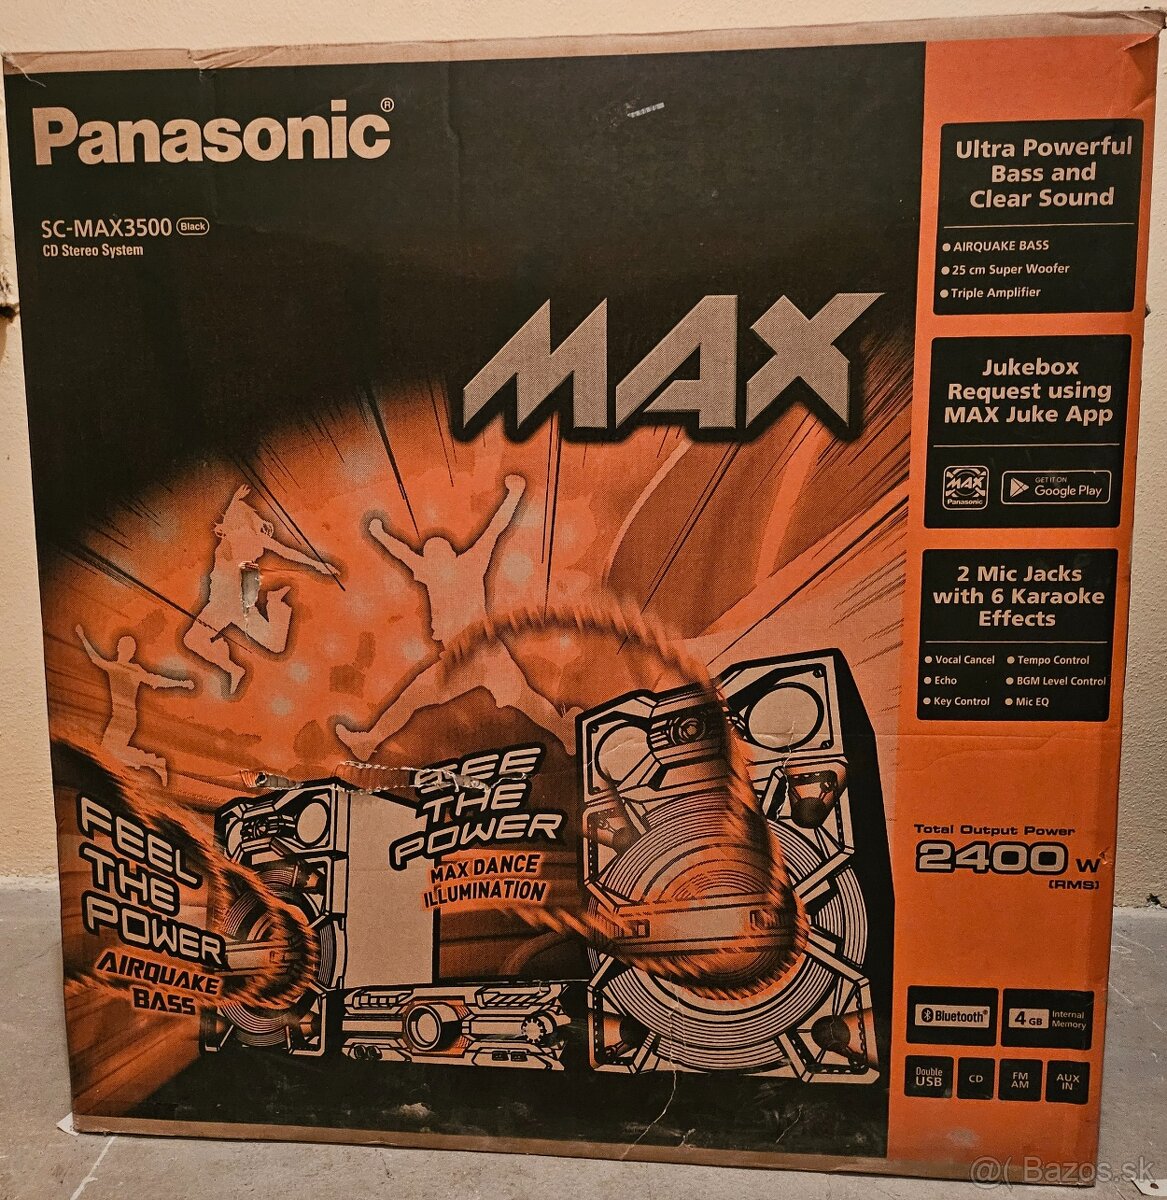 Panasonic®
SC-MAX3500 Black
CD Stereo System
MAX
Ultra Powerful
Bass and
Clear Sound
● AIRQUAKE BASS
● 25 cm Super Woofer
● Triple Amplifier
Jukebox
Request using
MAX Juke App
MAX
Panasonic
GET IT ON
Google Play
2 Mic Jacks
with 6 Karaoke
Effects
● Vocal Cancel ● Tempo Control
● Echo ● BGM Level Control
● Key Control ● Mic EQ
SEE
THE
POWER
MAX DANCE
ILLUMINATION
FEEL
THE
POWER
AIRQUAKE
BASS
Total Output Power
2400 W
(RMS)
Bluetooth®
4 GB Internal
Memory
Double
USB
CD
FM
AM
AUX
IN
@( Bazos.sk